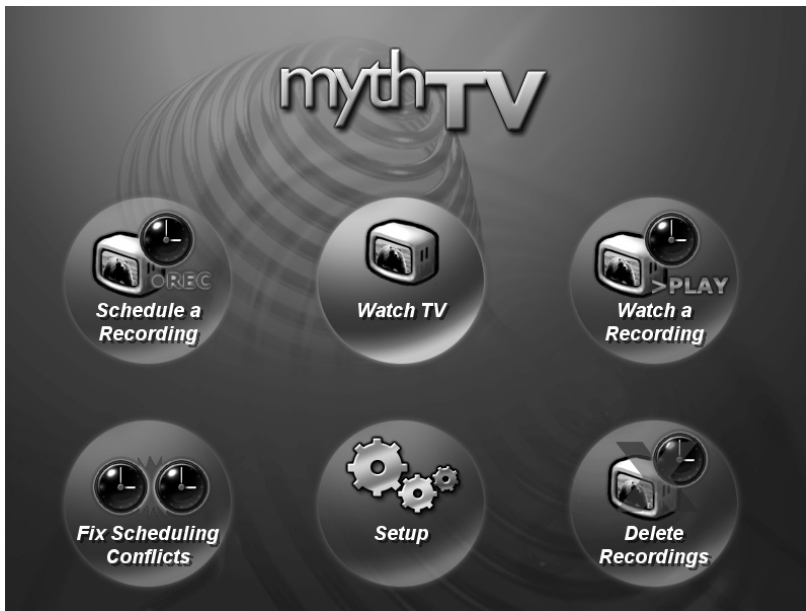 mythTV
REC
Schedule a
Recording
Watch TV
>PLAY
Watch a
Recording
Fix Scheduling
Conflicts
Setup
Delete
Recordings